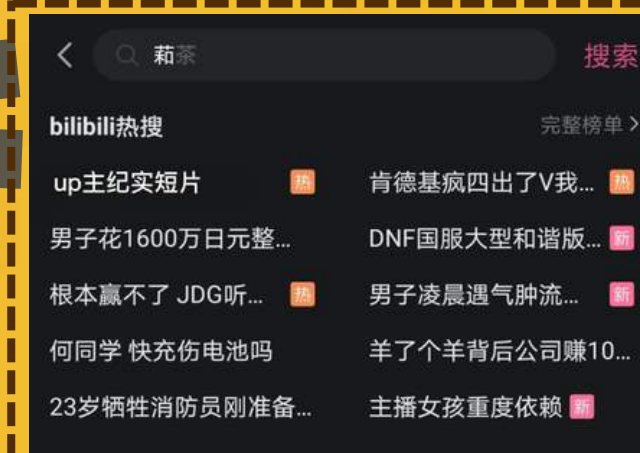 莉茶
搜索
bilibili热搜
完整榜单
up主纪实短片 热
肯德基疯四出了V我... 热
男子花1600万日元整...
DNF国服大型和谐版... 新
根本赢不了 JDG听... 热
男子凌晨遇气肿流... 新
何同学 快充伤电池吗
羊了个羊背后公司赚10...
23岁牺牲消防员刚准备...
主播女孩重度依赖 新